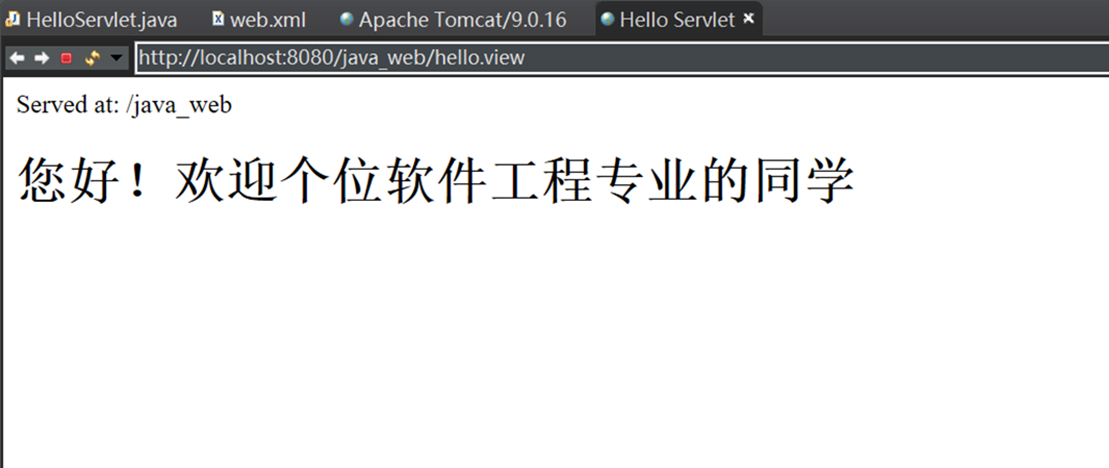 HelloServlet.java web.xml Apache Tomcat/9.0.16 Hello Servlet
http://localhost:8080/java_web/hello.view
Served at: /java_web
您好！欢迎个位软件工程专业的同学